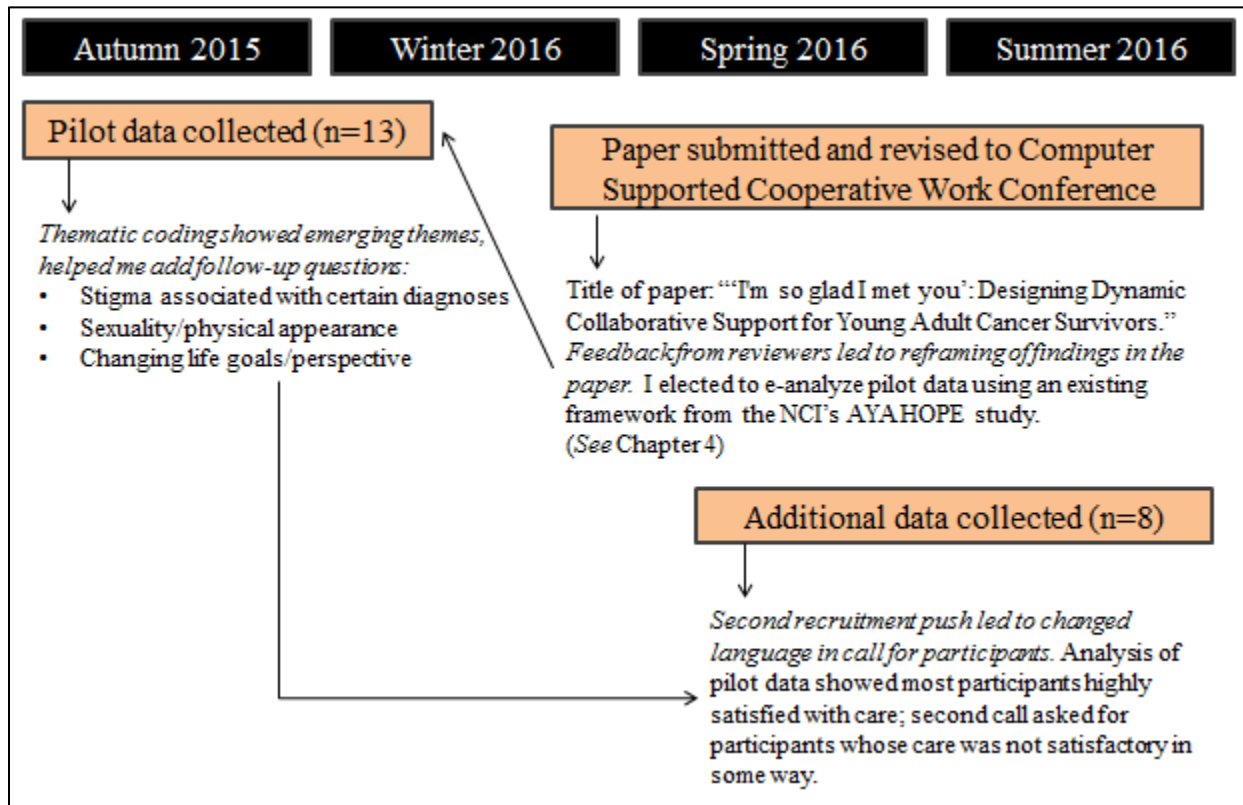 Autumn 2015
Winter 2016
Spring 2016
Summer 2016
Pilot data collected (n=13)
Thematic coding showed emerging themes,
helped me add follow-up questions:
• Stigma associated with certain diagnoses
• Sexuality/physical appearance
• Changing life goals/perspective
Paper submitted and revised to Computer
Supported Cooperative Work Conference
Title of paper: “‘I'm so glad I met you’: Designing Dynamic
Collaborative Support for Young Adult Cancer Survivors.”
Feedback from reviewers led to reframing of findings in the
paper. I elected to e-analyze pilot data using an existing
framework from the NCI’s AYA HOPE study.
(See Chapter 4)
Additional data collected (n=8)
Second recruitment push led to changed
language in call for participants. Analysis of
pilot data showed most participants highly
satisfied with care; second call asked for
participants whose care was not satisfactory in
some way.